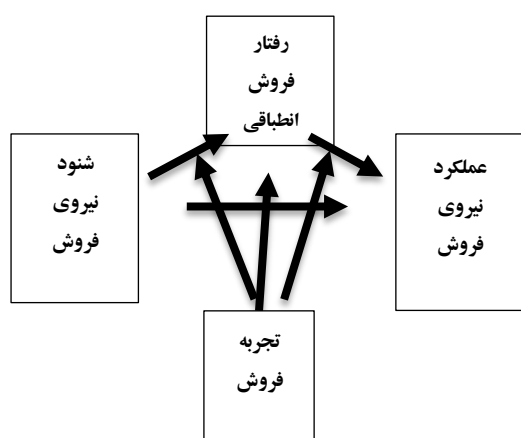 رفتار
فروش
انطباقی
شنود
نیروی
فروش
عملکرد
نیروی
فروش
تجربه
فروش